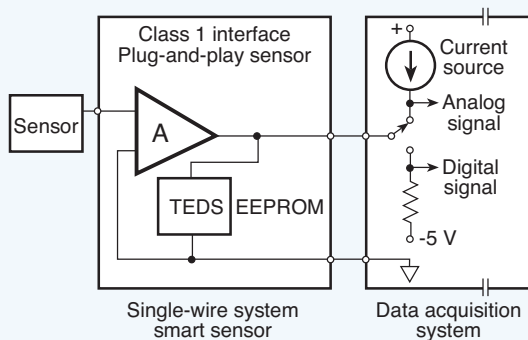 Class 1 interface
Plug-and-play sensor
Sensor
A
TEDS
EEPROM
+
Current
source
Analog
signal
Digital
signal
-5 V
Single-wire system
smart sensor
Data acquisition
system